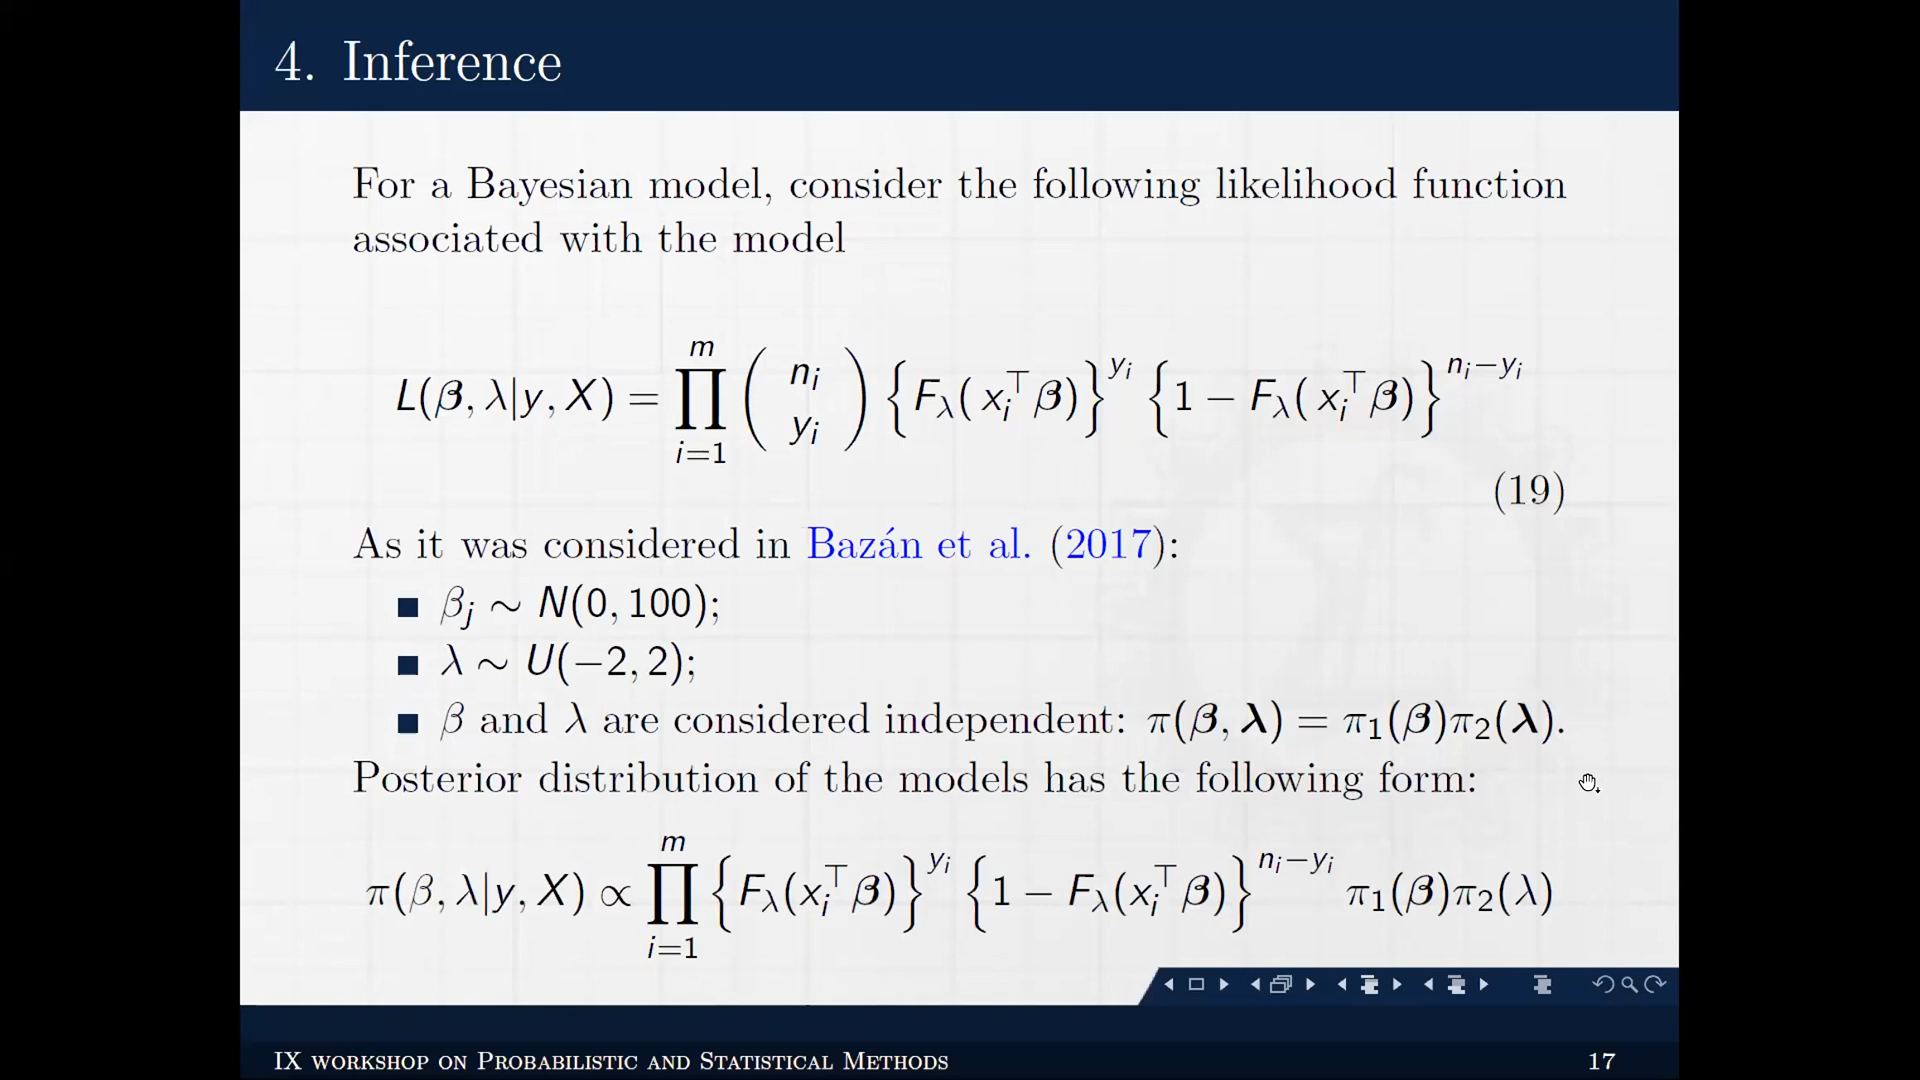 4. Inference
For a Bayesian model, consider the following likelihood function
associated with the model
L(β, λ|y, X) = ∏_{i=1}^{m} (n_i y_i) {F_λ(x_i^⊤β)}^{y_i} {1 − F_λ(x_i^⊤β)}^{n_i−y_i}
(19)
As it was considered in Bazán et al. (2017):
β_j ∼ N(0, 100);
λ ∼ U(−2, 2);
β and λ are considered independent: π(β, λ) = π_1(β)π_2(λ).
Posterior distribution of the models has the following form:
π(β, λ|y, X) ∝ ∏_{i=1}^{m} {F_λ(x_i^⊤β)}^{y_i} {1 − F_λ(x_i^⊤β)}^{n_i−y_i} π_1(β)π_2(λ)
IX WORKSHOP ON PROBABILISTIC AND STATISTICAL METHODS 17